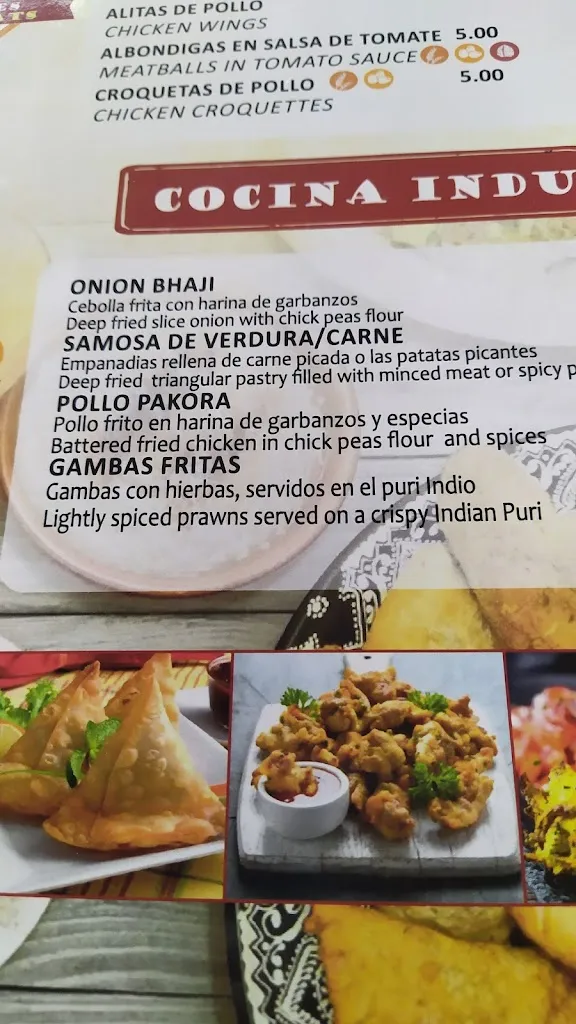 ES
ATS
ALITAS DE POLLO
CHICKEN WINGS
ALBONDIGAS EN SALSA DE TOMATE 5.00
MEATBALLS IN TOMATO SAUCE
CROQUETAS DE POLLO 5.00
CHICKEN CROQUETTES
COCINA INDU
ONION BHAJI
Cebolla frita con harina de garbanzos
Deep fried slice onion with chick peas flour
SAMOSA DE VERDURA/CARNE
Empanadias rellena de carne picada o las patatas picantes
Deep fried triangular pastry filled with minced meat or spicy p
POLLO PAKORA
Pollo frito en harina de garbanzos y especias
Battered fried chicken in chick peas flour and spices
GAMBAS FRITAS
Gambas con hierbas, servidos en el puri Indio
Lightly spiced prawns served on a crispy Indian Puri